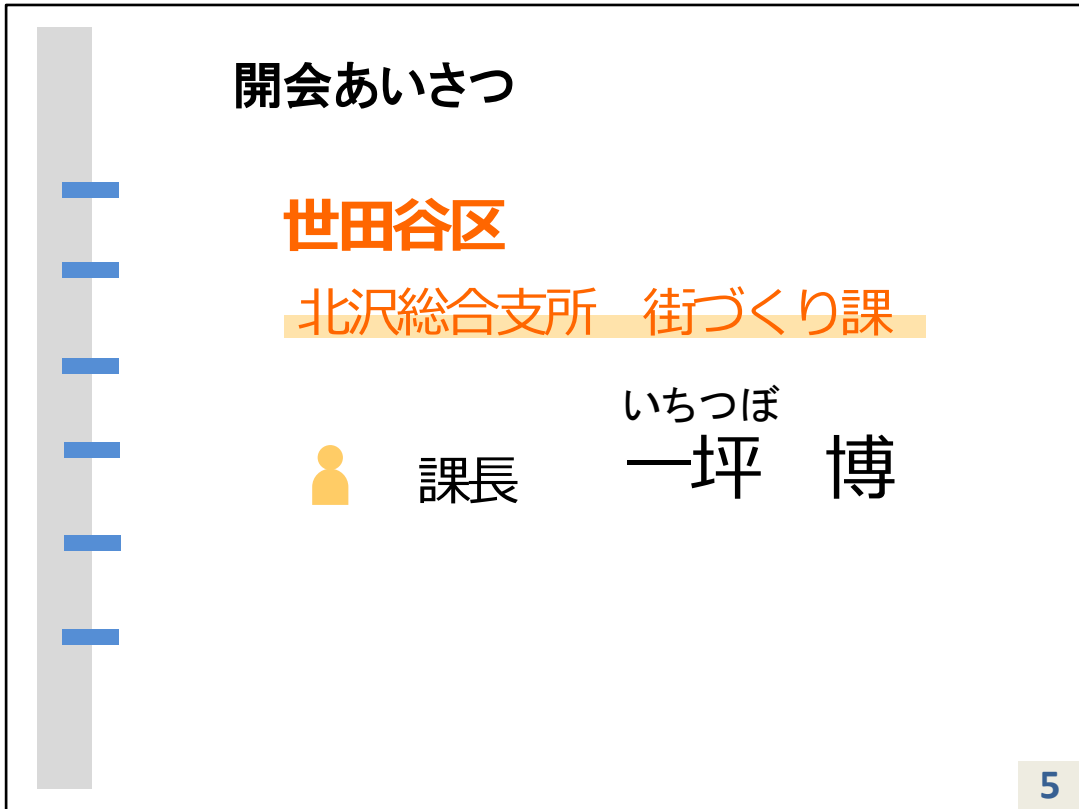 開会あいさつ
世田谷区
北沢総合支所　街づくり課
いちつぼ
課長　一坪　博
5